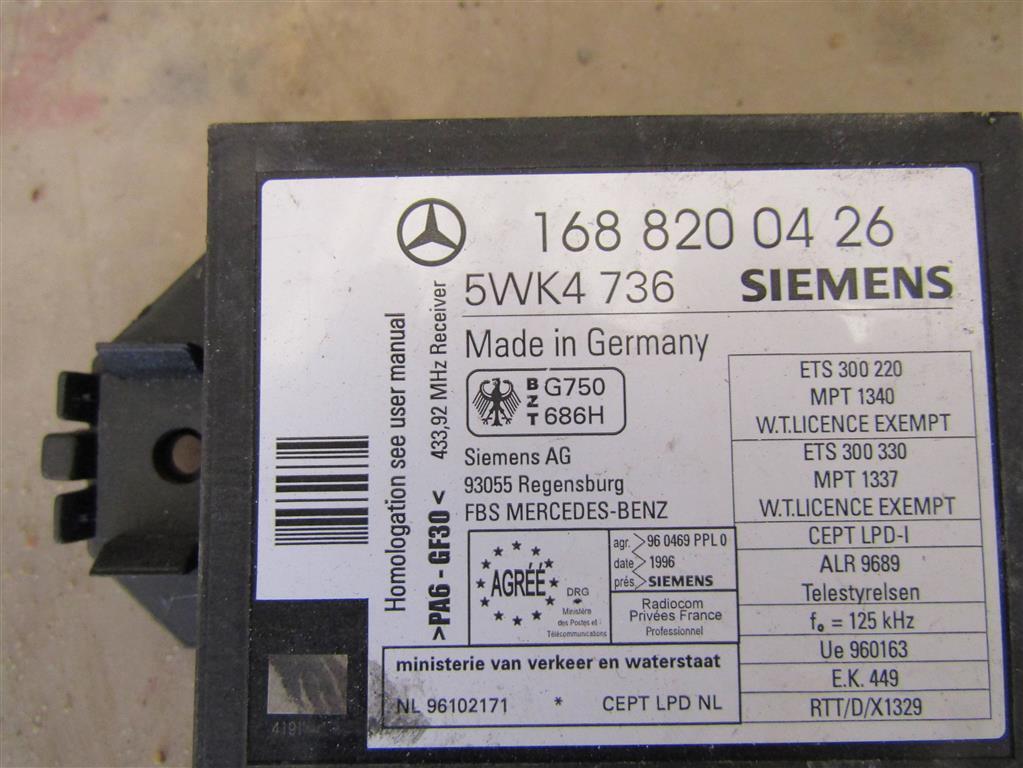 168 820 04 26
5WK4 736
SIEMENS
Made in Germany
BZT
G750
686H
Siemens AG
93055 Regensburg
FBS MERCEDES-BENZ
Homologation see user manual
433,92 MHz Receiver
>PA6 - GF30<
ETS 300 220
MPT 1340
W.T.LICENCE EXEMPT
ETS 300 330
MPT 1337
W.T.LICENCE EXEMPT
CEPT LPD-I
ALR 9689
Telestyrelsen
f₀ = 125 kHz
Ue 960163
E.K. 449
RTT/D/X1329
AGRÉÉ
DRG
Ministère
des Postes et
Télécommunications
agr. 96 0469 PPL 0
date 1996
prés. SIEMENS
Radiocom
Privées France
Professionnel
ministerie van verkeer en waterstaat
NL 96102171 * CEPT LPD NL